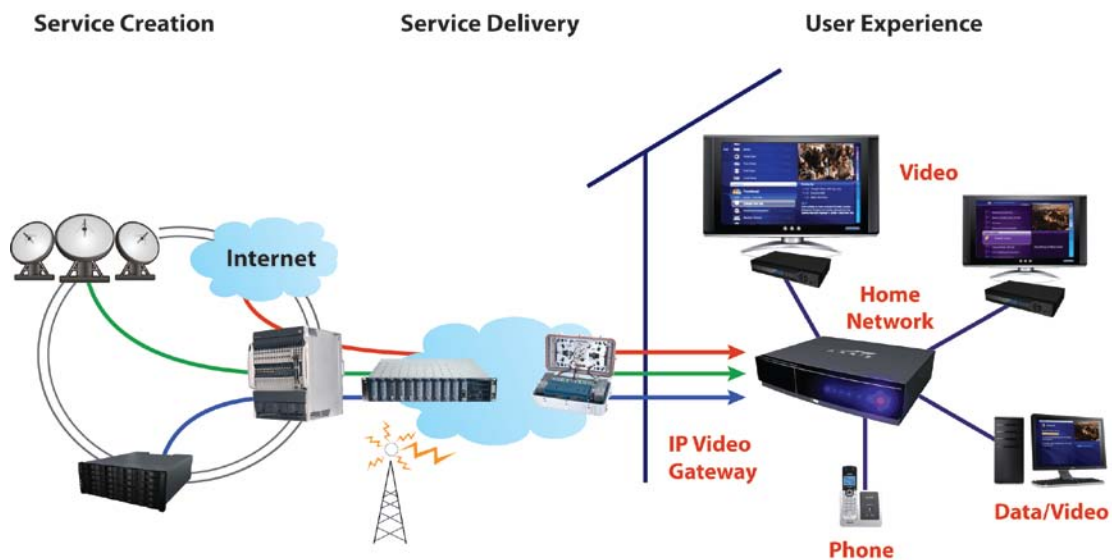 Service Creation
Service Delivery
User Experience
Video
Internet
Home
Network
IP Video
Gateway
Data/Video
Phone